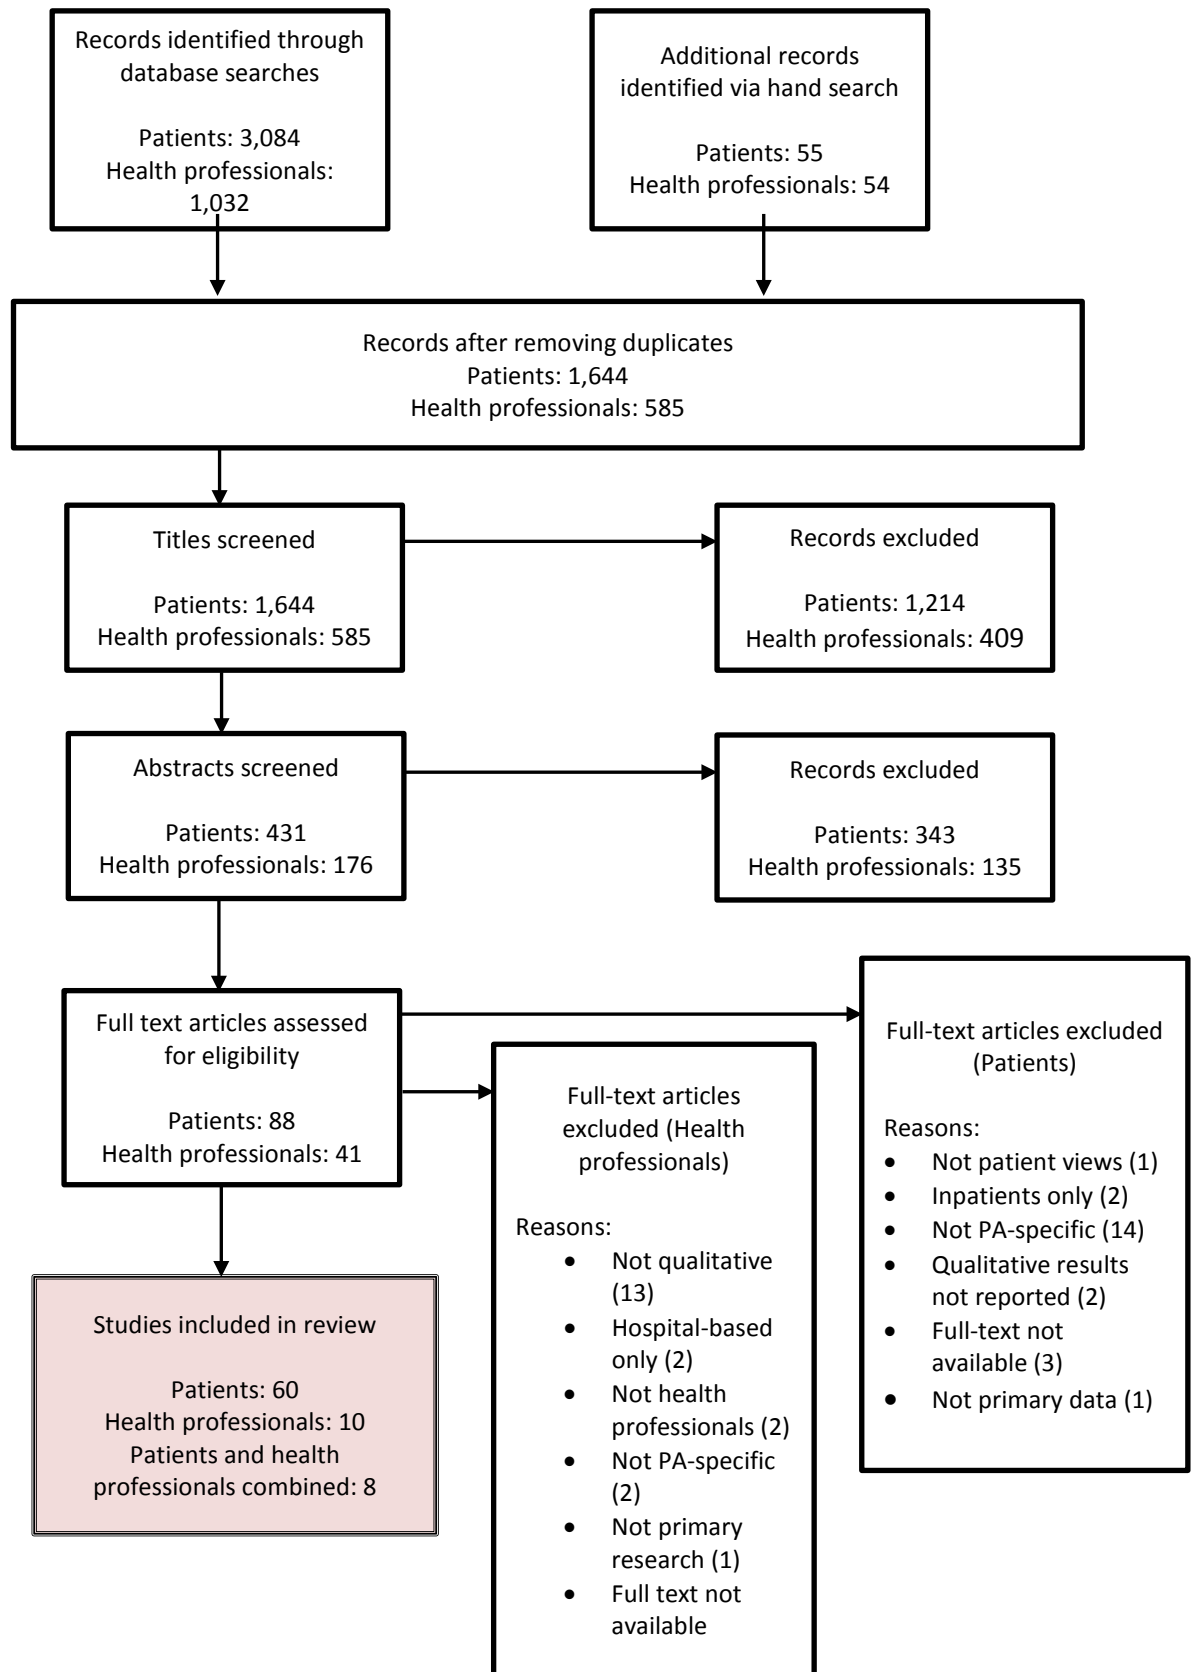 Records identified through
database searches
Patients: 3,084
Health professionals:
1,032
Additional records
identified via hand search
Patients: 55
Health professionals: 54
Records after removing duplicates
Patients: 1,644
Health professionals: 585
Titles screened
Patients: 1,644
Health professionals: 585
Records excluded
Patients: 1,214
Health professionals: 409
Abstracts screened
Patients: 431
Health professionals: 176
Records excluded
Patients: 343
Health professionals: 135
Full text articles assessed
for eligibility
Patients: 88
Health professionals: 41
Full-text articles excluded
(Patients)
Reasons:
• Not patient views (1)
• Inpatients only (2)
• Not PA-specific (14)
• Qualitative results
not reported (2)
• Full-text not
available (3)
• Not primary data (1)
Full-text articles
excluded (Health
professionals)
Reasons:
• Not qualitative
(13)
• Hospital-based
only (2)
• Not health
professionals (2)
• Not PA-specific
(2)
• Not primary
research (1)
• Full text not
available
Studies included in review
Patients: 60
Health professionals: 10
Patients and health
professionals combined: 8